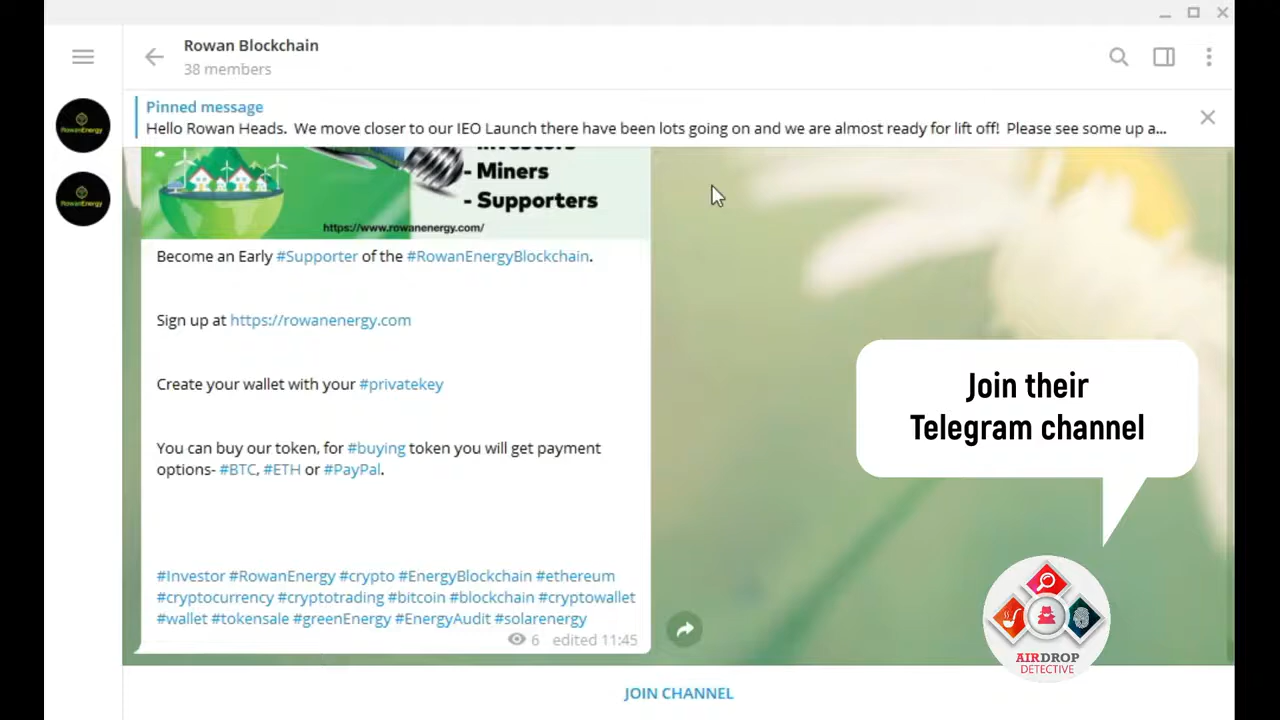 Rowan Blockchain
38 members
Pinned message
Hello Rowan Heads. We move closer to our IEO Launch there have been lots going on and we are almost ready for lift off! Please see some up a...
RowanEnergy
RowanEnergy
- Investors
- Miners
- Supporters
https://www.rowanenergy.com/
Become an Early #Supporter of the #RowanEnergyBlockchain.
Sign up at https://rowanenergy.com
Create your wallet with your #privatekey
You can buy our token, for #buying token you will get payment
options- #BTC, #ETH or #PayPal.
#Investor #RowanEnergy #crypto #EnergyBlockchain #ethereum
#cryptocurrency #cryptotrading #bitcoin #blockchain #cryptowallet
#wallet #tokensale #greenEnergy #EnergyAudit #solarenergy
6 edited 11:45
Join their
Telegram channel
AIRDROP
DETECTIVE
JOIN CHANNEL